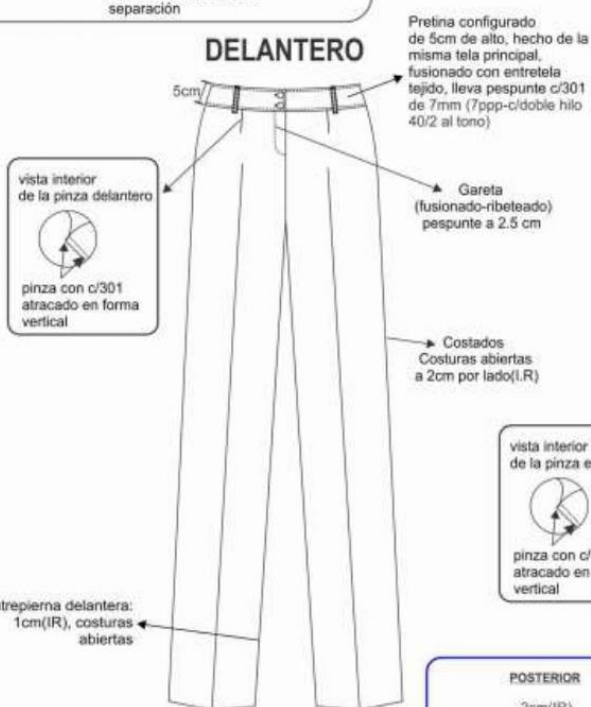 separación
DELANTERO
Pretina configurado
de 5cm de alto, hecho de la
misma tela principal,
fusionado con entretela
tejido, lleva pespunte c/301
de 7mm (7ppp-c/doble hilo
40/2 al tono)
5cm
vista interior
de la pinza delantero
pinza con c/301
atracado en forma
vertical
Gareta
(fusionado-ribeteado)
pespunte a 2.5 cm
Costados
Costuras abiertas
a 2cm por lado(I.R)
vista interior
de la pinza e
pinza con c/
atracado en
vertical
trepierna delantera:
1cm(IR), costuras
abiertas
POSTERIOR
2cm(IR)